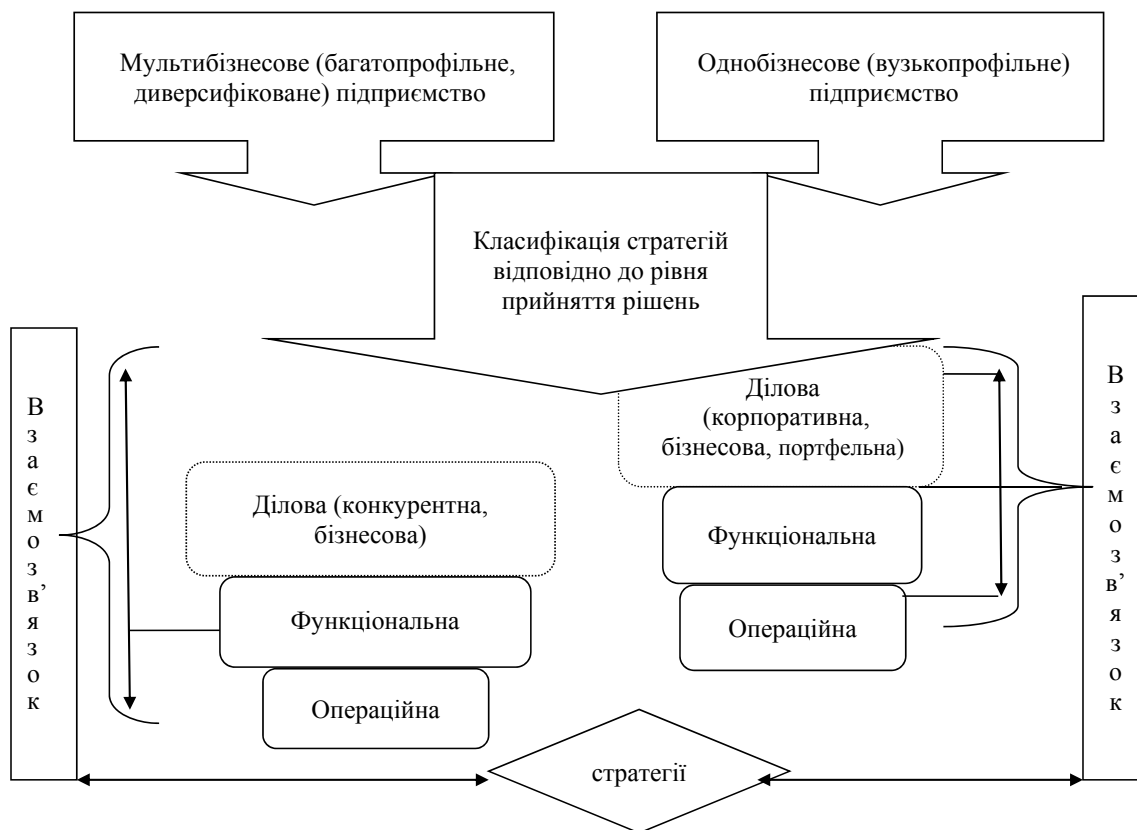 Мультибізнесове (багатопрофільне,
диверсифіковане) підприємство
Однобізнесове (вузькопрофільне)
підприємство
Класифікація стратегій
відповідно до рівня
прийняття рішень
В
з
а
є
м
о
з
в’
я
з
о
к
Ділова (конкурентна,
бізнесова)
Функціональна
Операційна
Ділова
(корпоративна,
бізнесова, портфельна)
Функціональна
Операційна
В
з
а
є
м
о
з
в’
я
з
о
к
стратегії